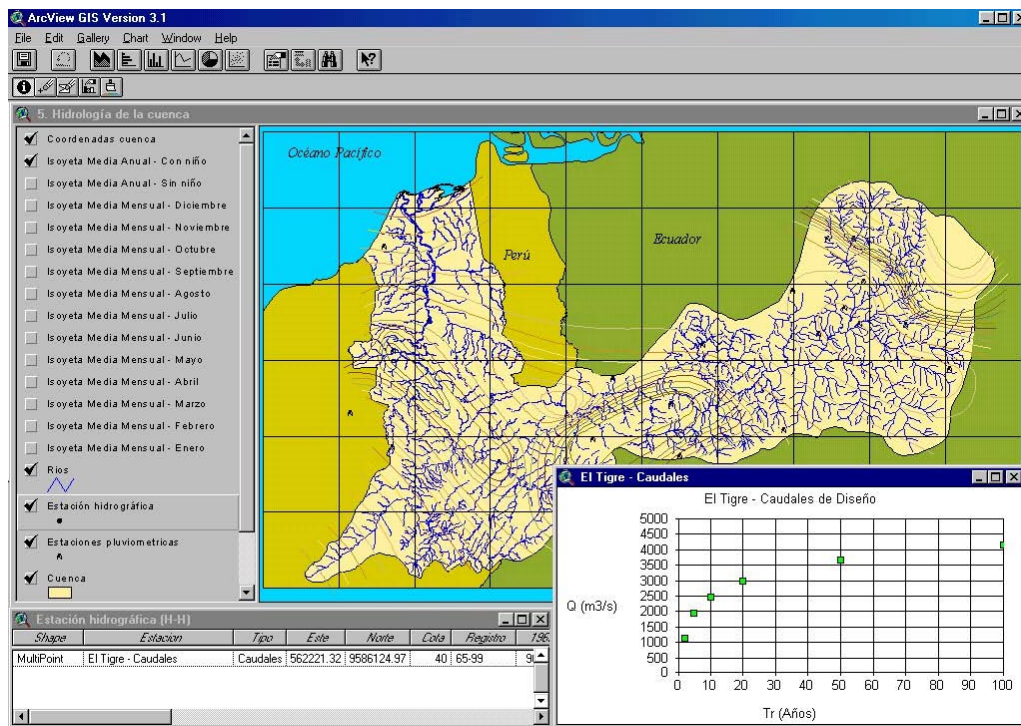 ArcView GIS Version 3.1
File Edit Gallery Chart Window Help
5. Hidrología de la cuenca
Coordenadas cuenca
Isoyeta Media Anual - Con niño
Isoyeta Media Anual - Sin niño
Isoyeta Media Mensual - Diciembre
Isoyeta Media Mensual - Noviembre
Isoyeta Media Mensual - Octubre
Isoyeta Media Mensual - Septiembre
Isoyeta Media Mensual - Agosto
Isoyeta Media Mensual - Julio
Isoyeta Media Mensual - Junio
Isoyeta Media Mensual - Mayo
Isoyeta Media Mensual - Abril
Isoyeta Media Mensual - Marzo
Isoyeta Media Mensual - Febrero
Isoyeta Media Mensual - Enero
Rios
Estación hidrográfica
Estaciones pluviometricas
Cuenca
Océano Pacífico
Perú
Ecuador
El Tigre - Caudales
El Tigre - Caudales de Diseño
5000
4500
4000
3500
3000
2500
2000
1500
1000
500
0
Q (m3/s)
0 10 20 30 40 50 60 70 80 90 100
Tr (Años)
Estación hidrográfica (H-H)
Shape Estacion Tipo Este Norte Cota Registro
MultiPoint El Tigre - Caudales Caudales 562221.32 9586124.97 40 65-99